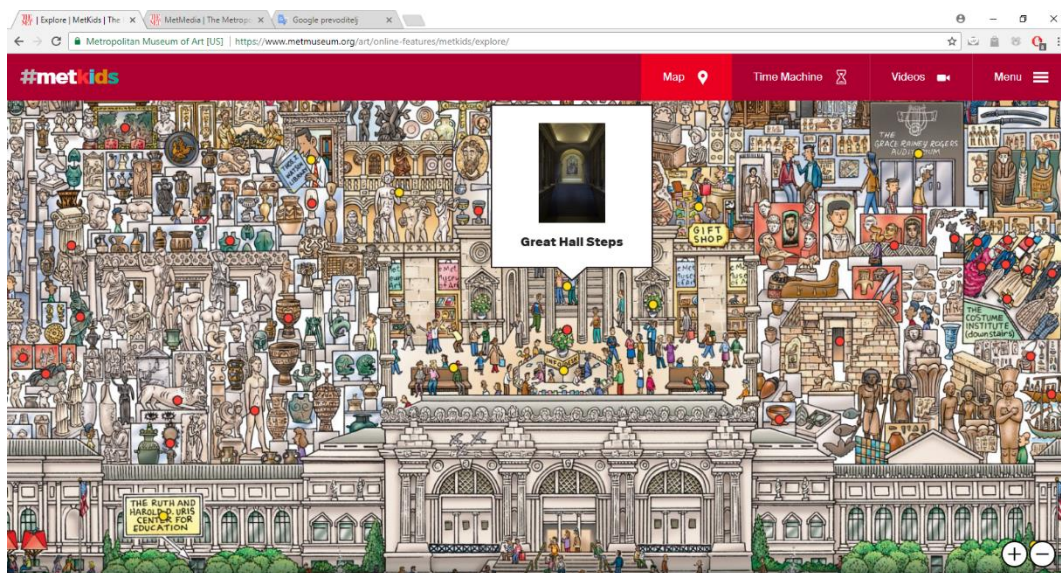 | Explore | MetKids | The
MetMedia | The Metrop
Google prevoditelj
Metropolitan Museum of Art [US] | https://www.metmuseum.org/art/online-features/metkids/explore/
#metkids
Map
Time Machine
Videos
Menu
Great Hall Steps
THE
GRACE RAINEY ROGERS
AUDITORIUM
GIFT
SHOP
THE
COSTUME
INSTITUTE
(downstairs)
THE RUTH AND
HAROLD D. URIS
CENTER FOR
EDUCATION